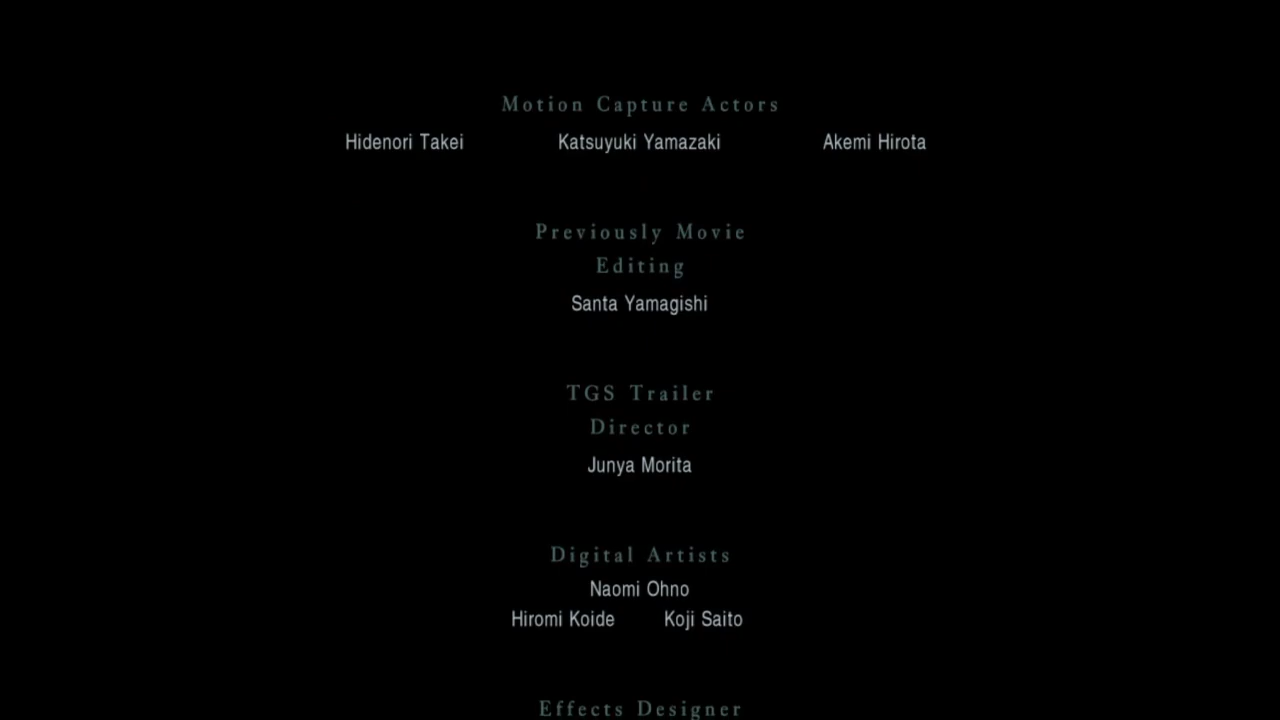 Motion Capture Actors
Hidenori Takei Katsuyuki Yamazaki Akemi Hirota
Previously Movie
Editing
Santa Yamagishi
TGS Trailer
Director
Junya Morita
Digital Artists
Naomi Ohno
Hiromi Koide Koji Saito
Effects Designer